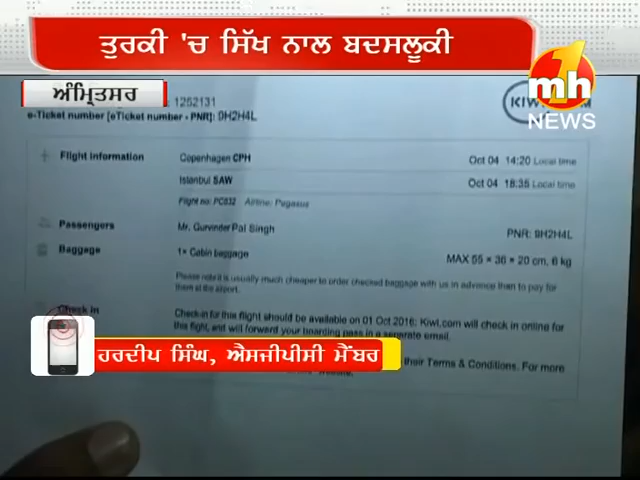 ਤੁਰਕੀ 'ਚ ਸਿੱਖ ਨਾਲ ਬਦਸਲੂਕੀ
ਅੰਮ੍ਰਿਤਸਰ
mh
1
NEWS
1252131
e-Ticket number [eTicket number - PNR]: 9H2H4L
Flight information
Copenhagen CPH
Oct 04 14:20 Local time
Istanbul SAW
Oct 04 18:35 Local time
Flight no: PC832 Airline: Pegasus
Passengers
Mr. Gurvinder Pal Singh
PNR: 9H2H4L
Baggage
1× Cabin baggage
MAX 55 × 36 × 20 cm, 6 kg
Please note it is usually much cheaper to order checked baggage with us in advance than to pay for
them at the airport.
Check in
Check-in for this flight should be available on 01 Oct 2016: Kiwi.com will check in online for
this flight, and will forward your boarding pass in a separate email.
ਹਰਦੀਪ ਸਿੰਘ, ਐਸਜੀਪੀਸੀ ਮੈਂਬਰ
their Terms & Conditions. For more